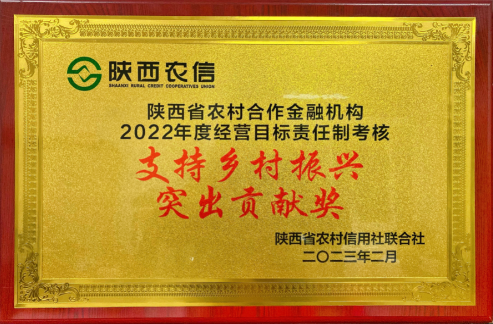 陕西农信
SHAANXI RURAL CREDIT COOPERATIVES UNION
陕西省农村合作金融机构
2022年度经营目标责任制考核
支持乡村振兴
突出贡献奖
陕西省农村信用社联合社
二〇二三年二月